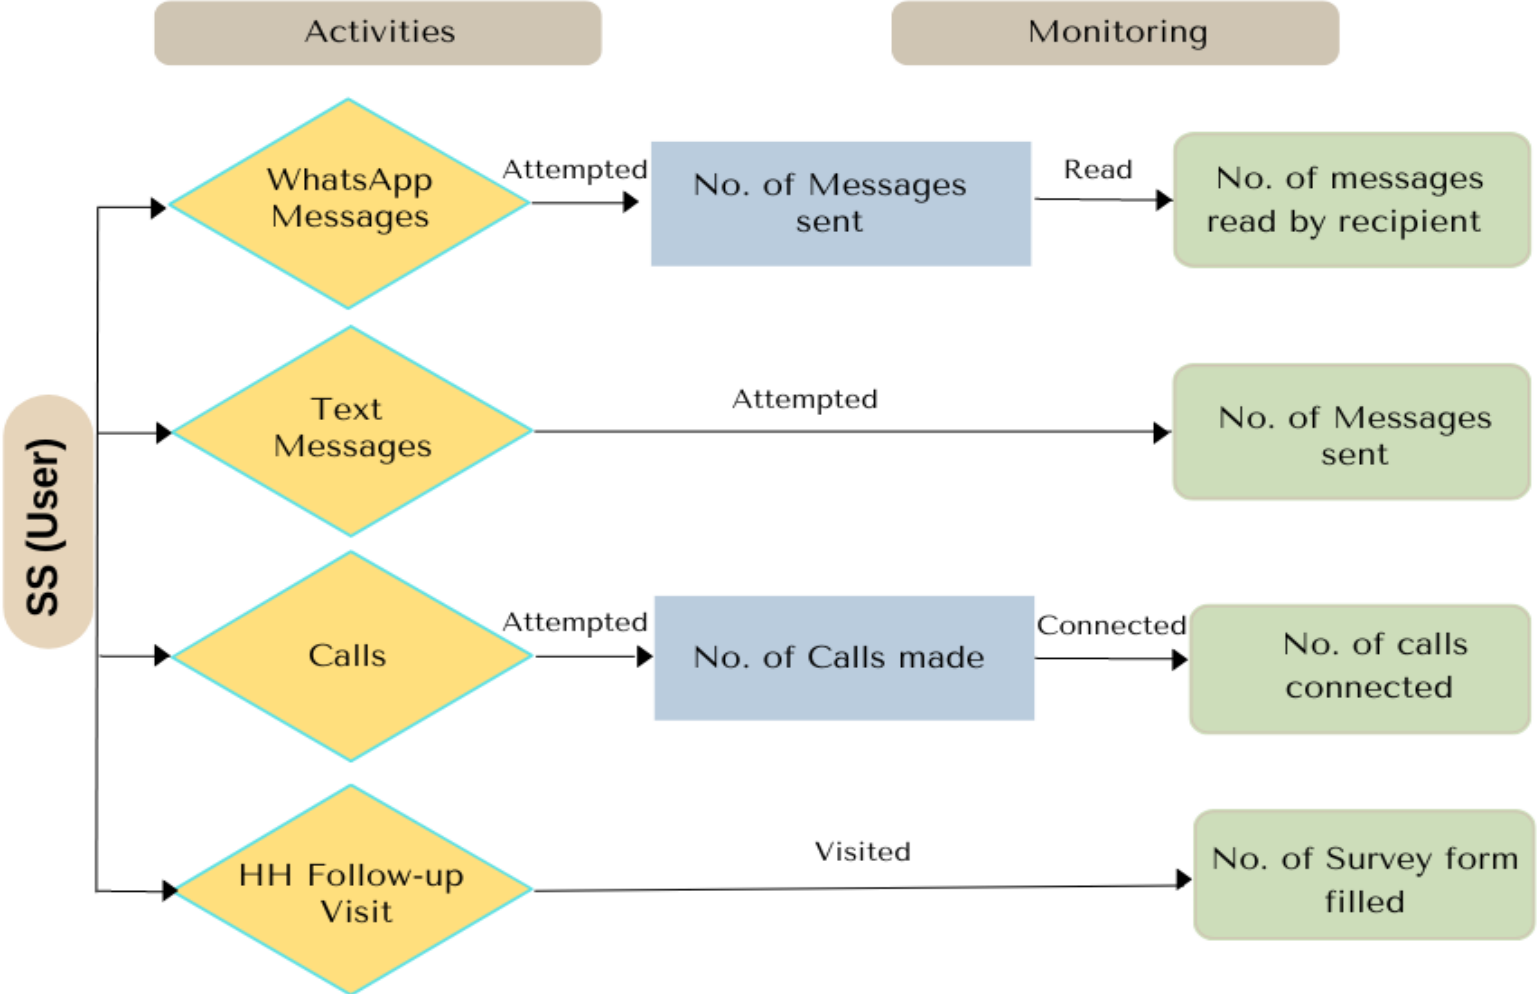 Activities
Monitoring
WhatsApp
Messages
Attempted
No. of Messages
sent
Read
No. of messages
read by recipient
SS (User)
Text
Messages
Attempted
No. of Messages
sent
Calls
Attempted
No. of Calls made
Connected
No. of calls
connected
HH Follow-up
Visit
Visited
No. of Survey form
filled